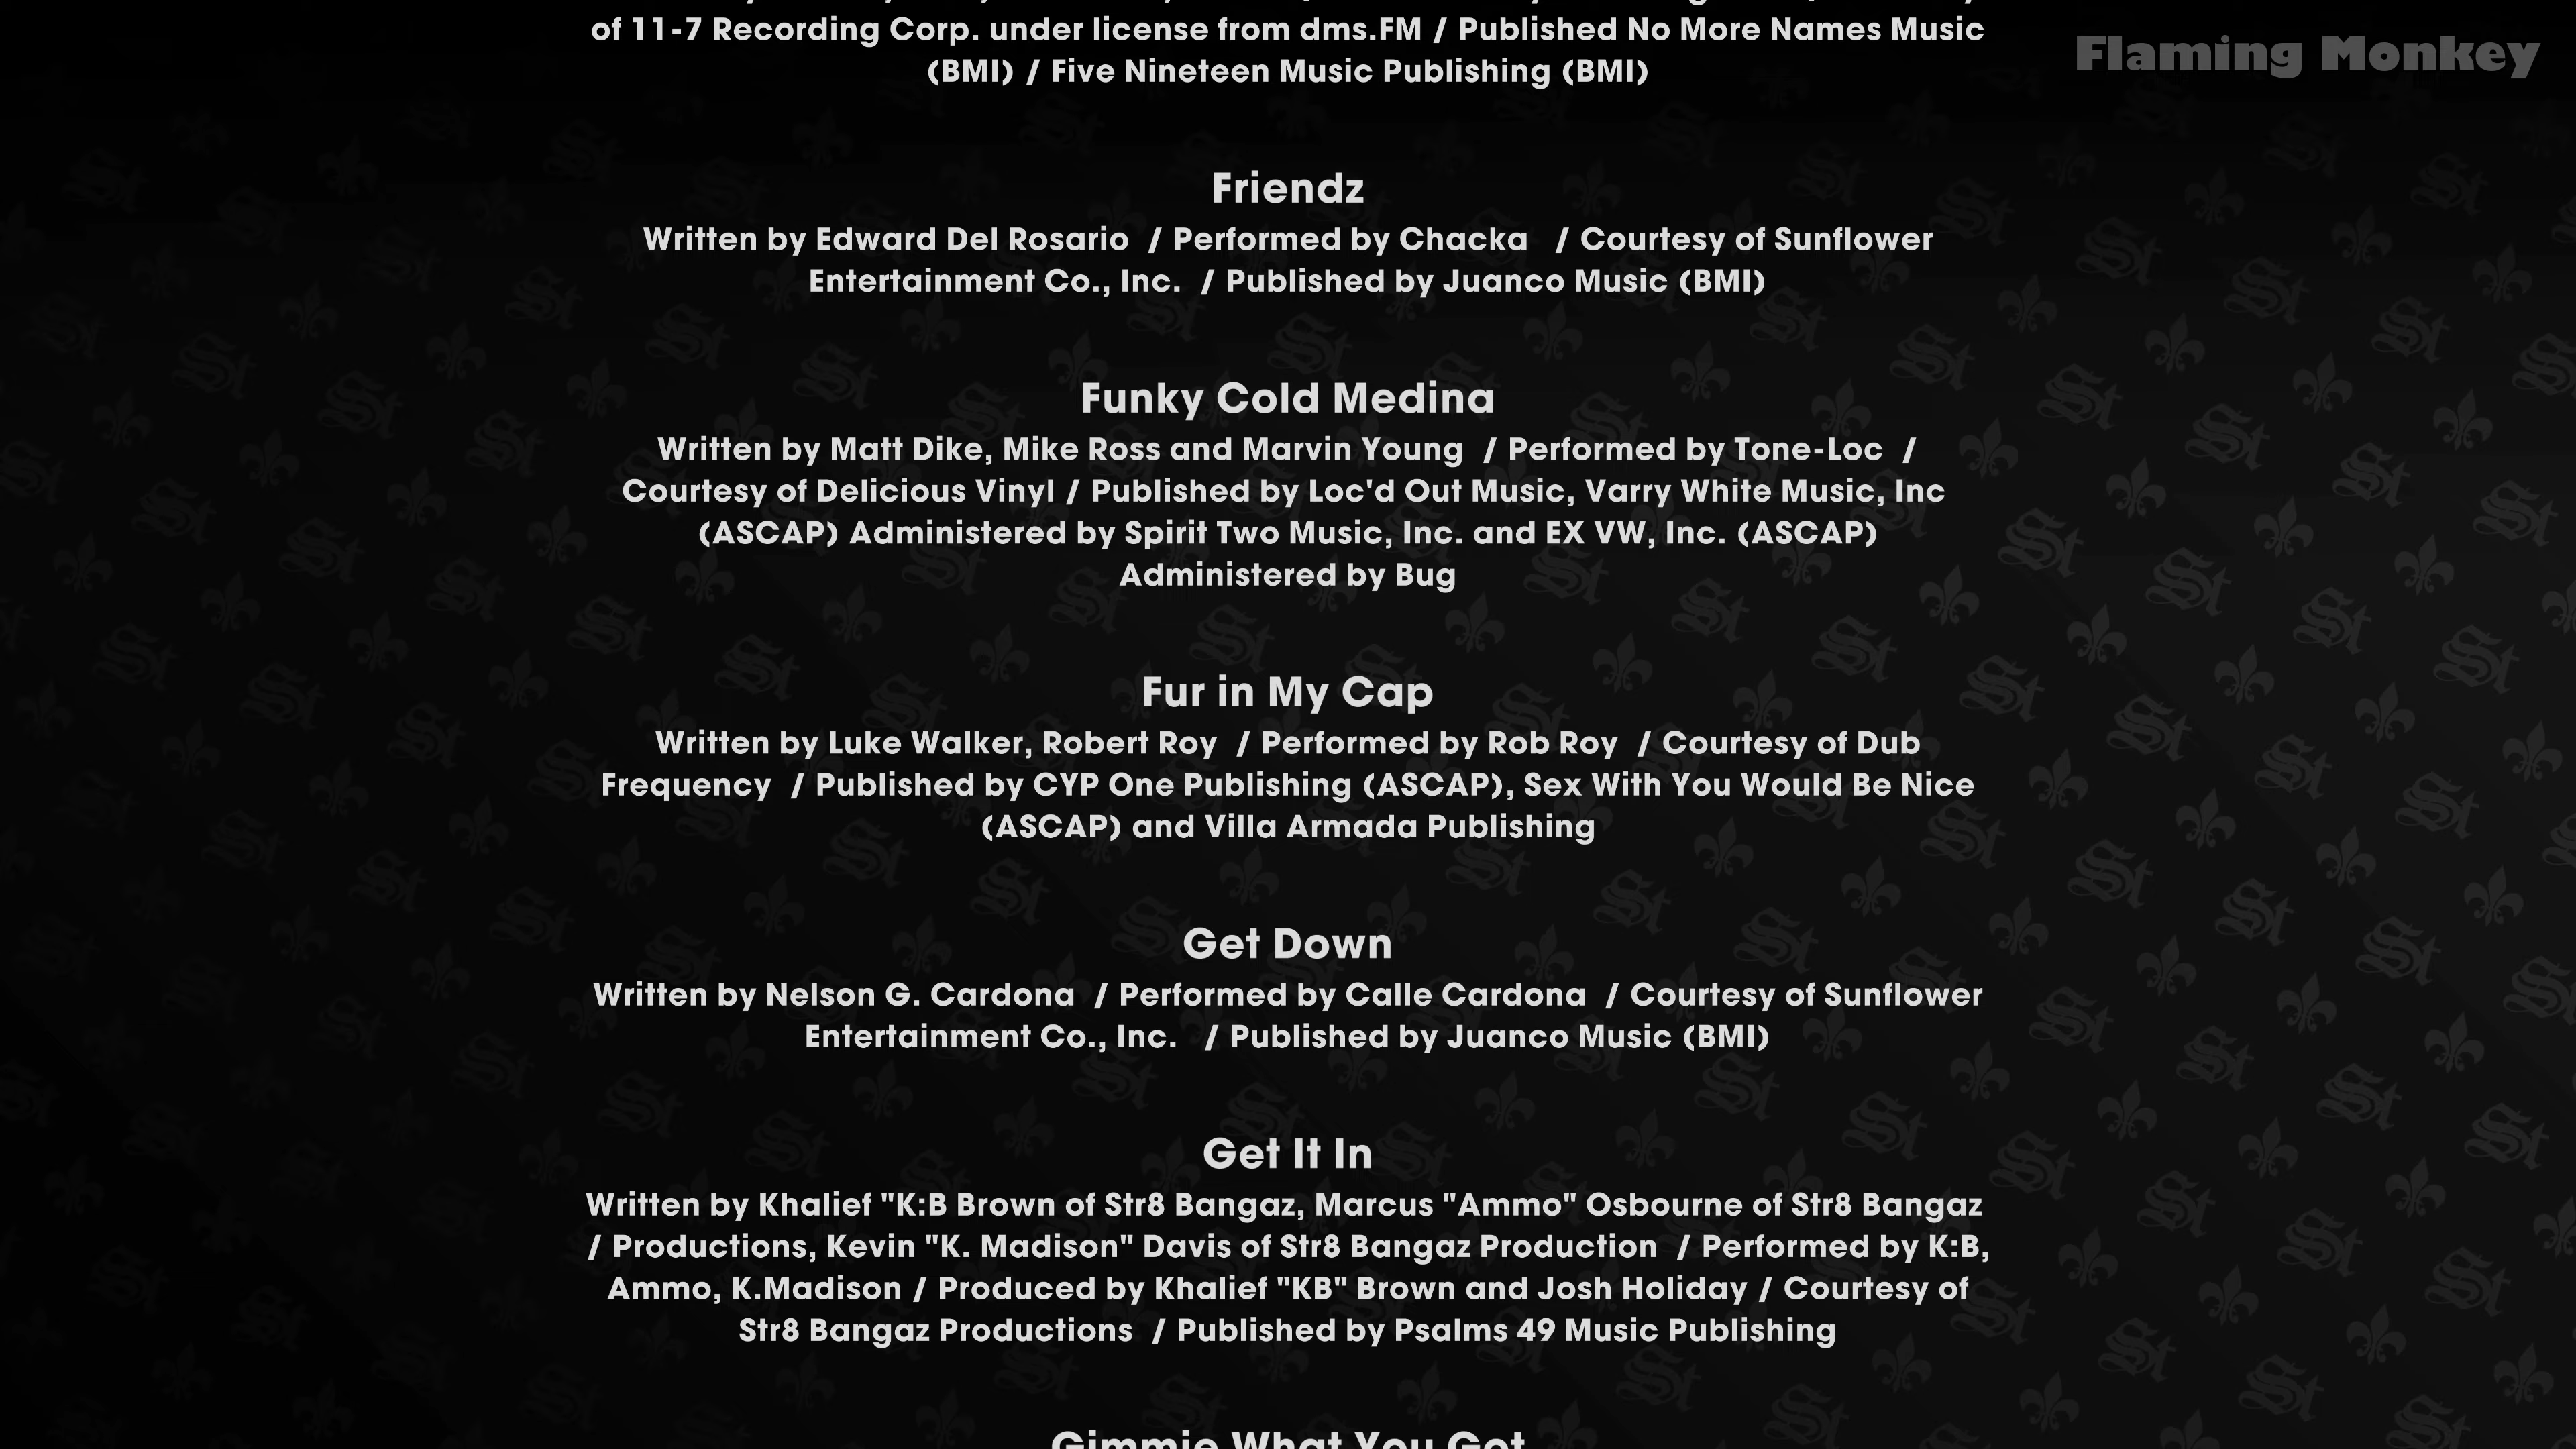 of 11-7 Recording Corp. under license from dms.FM / Published No More Names Music
(BMI) / Five Nineteen Music Publishing (BMI)
Flaming Monkey
Friendz
Written by Edward Del Rosario / Performed by Chacka / Courtesy of Sunflower
Entertainment Co., Inc. / Published by Juanco Music (BMI)
Funky Cold Medina
Written by Matt Dike, Mike Ross and Marvin Young / Performed by Tone-Loc /
Courtesy of Delicious Vinyl / Published by Loc'd Out Music, Varry White Music, Inc
(ASCAP) Administered by Spirit Two Music, Inc. and EX VW, Inc. (ASCAP)
Administered by Bug
Fur in My Cap
Written by Luke Walker, Robert Roy / Performed by Rob Roy / Courtesy of Dub
Frequency / Published by CYP One Publishing (ASCAP), Sex With You Would Be Nice
(ASCAP) and Villa Armada Publishing
Get Down
Written by Nelson G. Cardona / Performed by Calle Cardona / Courtesy of Sunflower
Entertainment Co., Inc. / Published by Juanco Music (BMI)
Get It In
Written by Khalief "K:B Brown of Str8 Bangaz, Marcus "Ammo" Osbourne of Str8 Bangaz
/ Productions, Kevin "K. Madison" Davis of Str8 Bangaz Production / Performed by K:B,
Ammo, K.Madison / Produced by Khalief "KB" Brown and Josh Holiday / Courtesy of
Str8 Bangaz Productions / Published by Psalms 49 Music Publishing
Gimmie What You Got